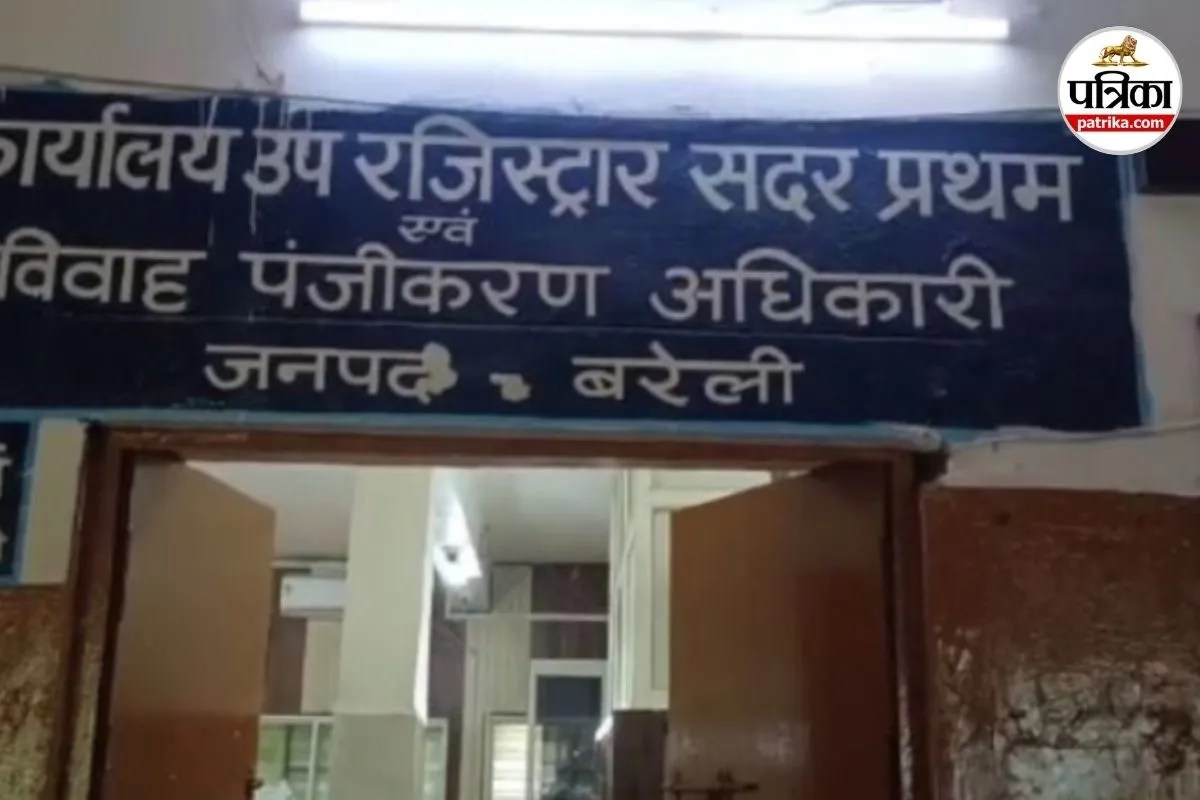 कार्यालय उप रजिस्ट्रार सदर प्रथम
एवं
विवाह पंजीकरण अधिकारी
जनपद - बरेली
पत्रिका
patrika.com